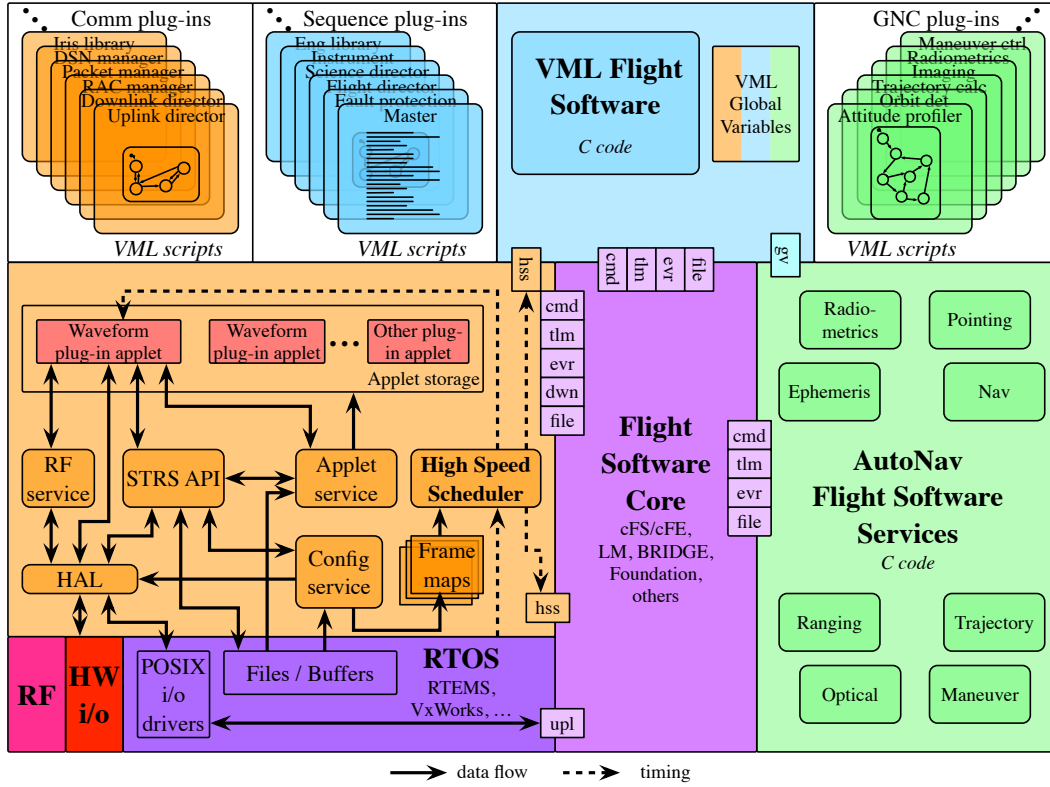 Comm plug-ins
Iris library
DSN manager
Packet manager
RAC manager
Downlink director
Uplink director
VML scripts
Sequence plug-ins
Eng library
Instrument
Science director
Flight director
Fault protection
Master
VML scripts
VML Flight
Software
C code
VML
Global
Variables
GNC plug-ins
Maneuver ctrl
Radiometrics
Imaging
Trajectory calc
Orbit det
Attitude profiler
VML scripts
hss
cmd
tlm
evr
file
gv
Waveform
plug-in applet
Waveform
plug-in applet
Other plug-
in applet
Applet storage
cmd
tlm
evr
dwn
file
RF
service
STRS API
Applet
service
High Speed
Scheduler
HAL
Config
service
Frame
maps
hss
Flight
Software
Core
cFS/cFE,
LM, BRIDGE,
Foundation,
others
cmd
tlm
evr
file
Radio-
metrics
Pointing
Ephemeris
Nav
AutoNav
Flight Software
Services
C code
Ranging
Trajectory
Optical
Maneuver
RF
HW
i/o
POSIX
i/o
drivers
Files / Buffers
RTOS
RTEMS,
VxWorks, …
upl
data flow
timing